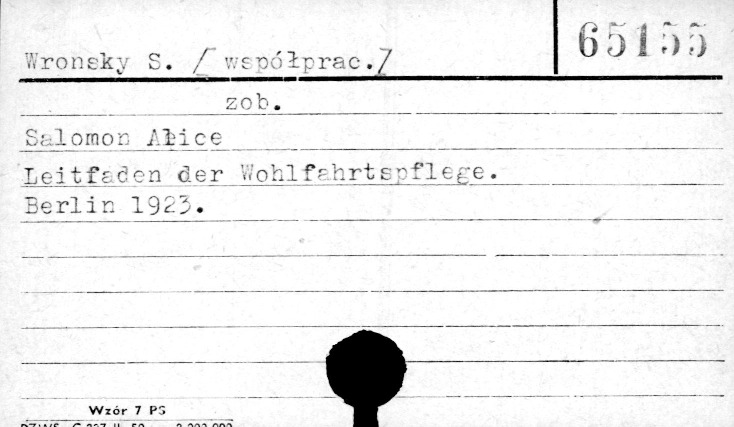 65155
Wronsky S. / współprac./
zob.
Salomon Alice
Leitfaden der Wohlfahrtspflege.
Berlin 1923.
Wzór 7 PS